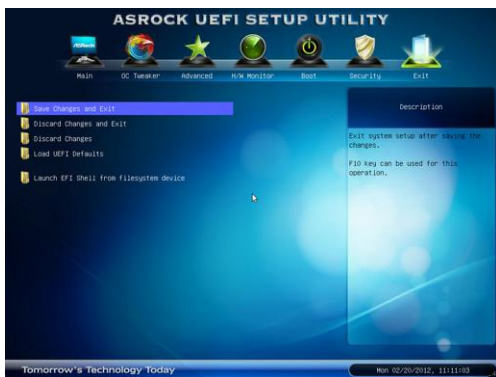 ASROCK UEFI SETUP UTILITY
ASRock
Main OC Tweaker Advanced H/W Monitor Boot Security Exit
Save Changes and Exit
Discard Changes and Exit
Discard Changes
Load UEFI Defaults
Launch EFI Shell from filesystem device
Description
Exit system setup after saving the
changes.
F10 key can be used for this
operation.
Tomorrow's Technology Today
Mon 02/20/2012, 11:11:03